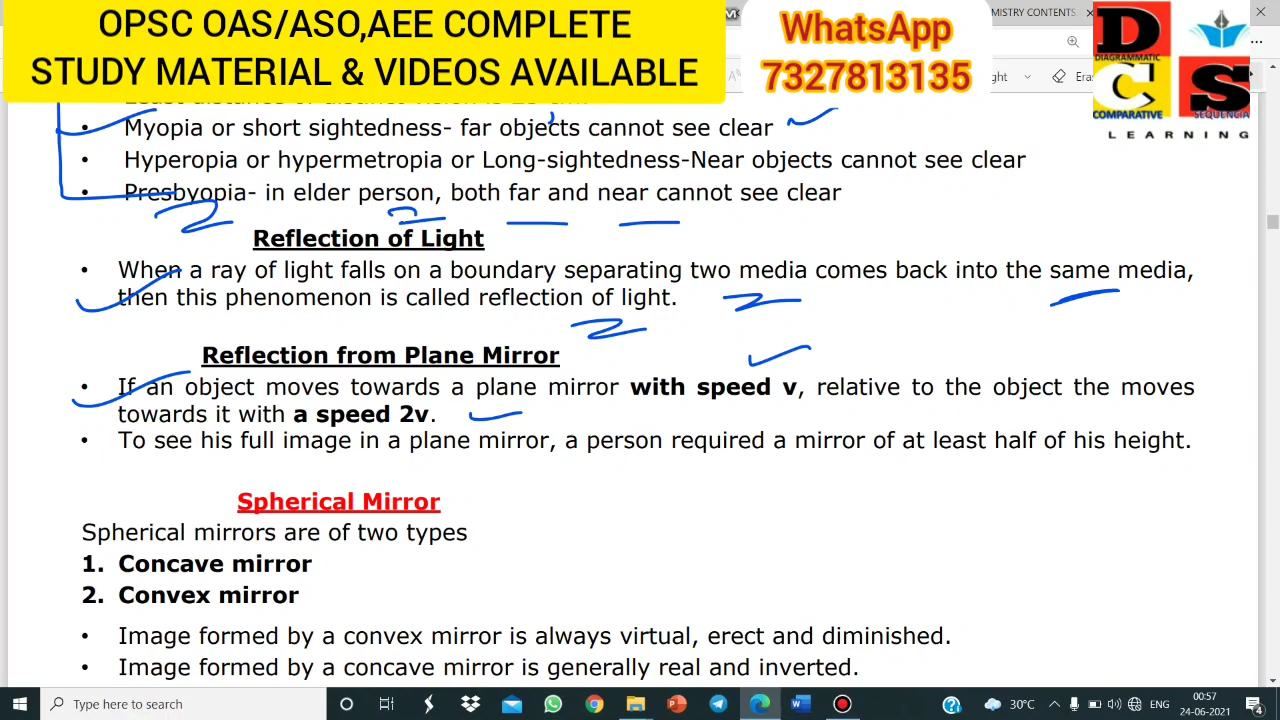 OPSC OAS/ASO,AEE COMPLETE
STUDY MATERIAL & VIDEOS AVAILABLE
WhatsApp
7327813135
D
DIAGRAMMATIC
C
COMPARATIVE
S
SEQUENCIA
LEARNING
MISTRY CONTENTS
Eras
• Myopia or short sightedness- far objects cannot see clear
• Hyperopia or hypermetropia or Long-sightedness-Near objects cannot see clear
• Presbyopia- in elder person, both far and near cannot see clear
Reflection of Light
• When a ray of light falls on a boundary separating two media comes back into the same media,
then this phenomenon is called reflection of light.
Reflection from Plane Mirror
• If an object moves towards a plane mirror with speed v, relative to the object the moves
towards it with a speed 2v.
• To see his full image in a plane mirror, a person required a mirror of at least half of his height.
Spherical Mirror
Spherical mirrors are of two types
1. Concave mirror
2. Convex mirror
• Image formed by a convex mirror is always virtual, erect and diminished.
• Image formed by a concave mirror is generally real and inverted.
Type here to search
30°C
ENG
00:57
24-06-2021
4